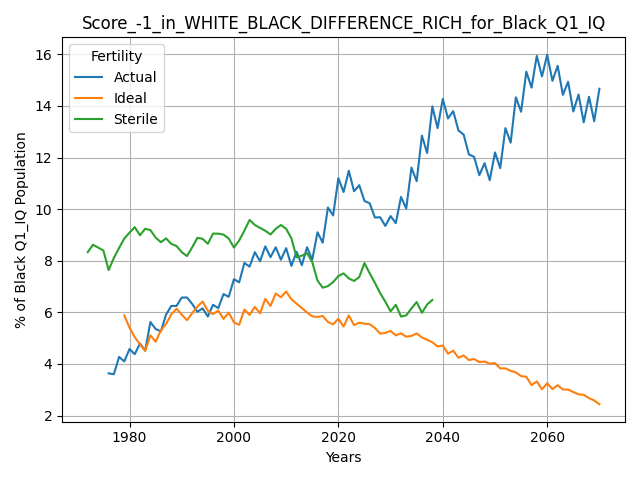 Score_-1_in_WHITE_BLACK_DIFFERENCE_RICH_for_Black_Q1_IQ
Fertility
Actual
Ideal
Sterile
% of Black Q1_IQ Population
16
14
12
10
8
6
4
2
1980
2000
2020
2040
2060
Years